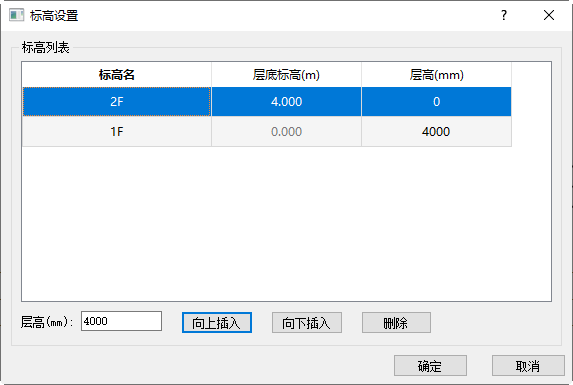 标高设置
标高列表
标高名 层底标高(m) 层高(mm)
2F 4.000 0
1F 0.000 4000
层高(mm): 4000 向上插入 向下插入 删除
确定 取消